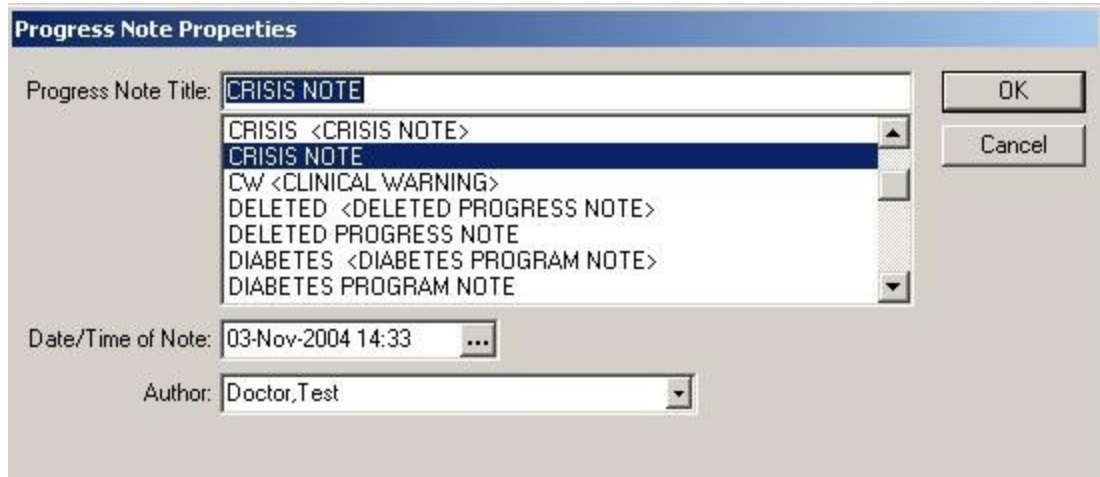 Progress Note Properties
Progress Note Title: CRISIS NOTE
OK
CRISIS <CRISIS NOTE>
Cancel
CRISIS NOTE
CW <CLINICAL WARNING>
DELETED <DELETED PROGRESS NOTE>
DELETED PROGRESS NOTE
DIABETES <DIABETES PROGRAM NOTE>
DIABETES PROGRAM NOTE
Date/Time of Note: 03-Nov-2004 14:33 ...
Author: Doctor,Test